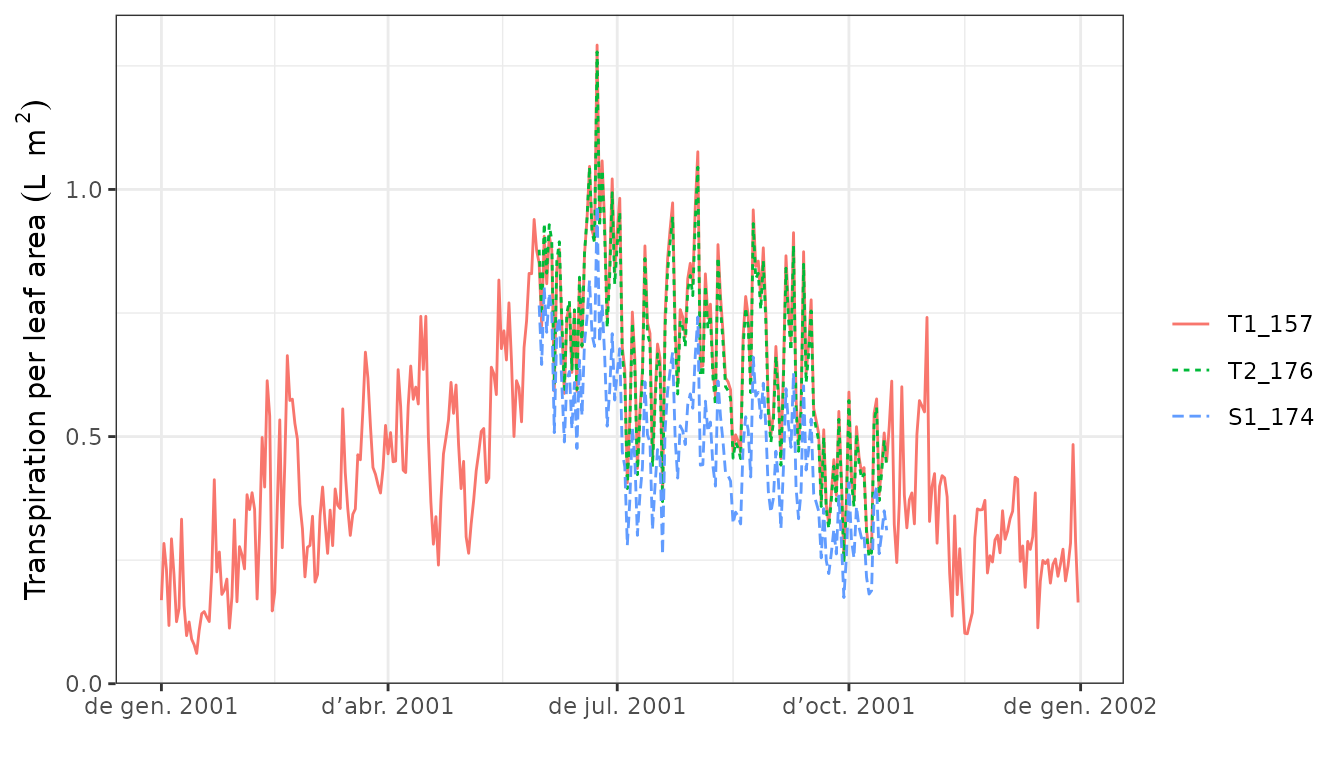 Transpiration per leaf area (L m²)
1.0
0.5
0.0
de gen. 2001
d’abr. 2001
de jul. 2001
d’oct. 2001
de gen. 2002
T1_157
T2_176
S1_174